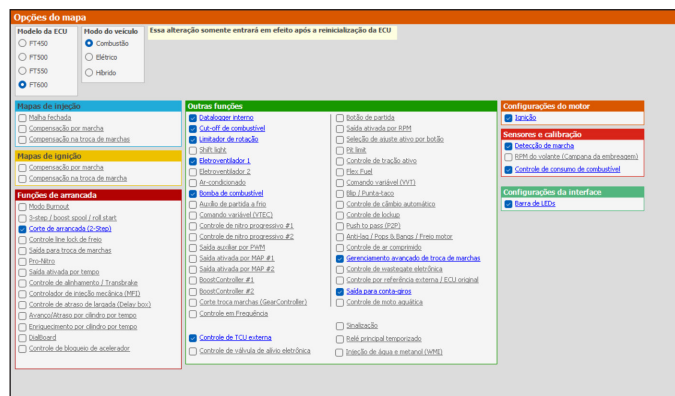 Opções do mapa
Modelo da ECU
FT450
FT500
FT550
FT600
Modo do veículo
Combustão
Elétrico
Híbrido
Essa alteração somente entrará em efeito após a reinicialização da ECU
Mapas de injeção
Malha fechada
Compensação por marcha
Compensação na troca de marchas
Mapas de ignição
Compensação por marcha
Compensação na troca de marcha
Funções de arrancada
Modo Burnout
3-step / boost spool / roll start
Corte de arrancada (2-Step)
Controle line lock de freio
Saída para troca de marchas
Pro-Nitro
Saída ativada por tempo
Controle de alinhamento / Transbrake
Controlador de injeção mecânica (MFI)
Controle de atraso de largada (Delay box)
Avanço/Atraso por cilindro por tempo
Enriquecimento por cilindro por tempo
DialBoard
Controle de bloqueio de acelerador
Outras funções
Datalogger interno
Cut-off de combustível
Limitador de rotação
Shift light
Eletroventilador 1
Eletroventilador 2
Ar-condicionado
Bomba de combustível
Auxílio de partida a frio
Comando variável (VTEC)
Controle de nitro progressivo #1
Controle de nitro progressivo #2
Saída auxiliar por PWM
Saída ativada por MAP #1
Saída ativada por MAP #2
BoostController #1
BoostController #2
Corte troca marchas (GearController)
Controle em Frequência
Controle de TCU externa
Controle de válvula de alívio eletrônica
Botão de partida
Saída ativada por RPM
Seleção de ajuste ativo por botão
Pit limit
Controle de tração ativo
Flex Fuel
Comando variável (VVT)
Blip / Punta-taco
Controle de câmbio automático
Controle de lockup
Push to pass (P2P)
Anti-lag / Pops & Bangs / Freio motor
Controle de ar comprimido
Gerenciamento avançado de troca de marchas
Controle de wastegate eletrônica
Controle por referência externa / ECU original
Saída para conta-giros
Controle de moto aquática
Sinalização
Relé principal temporizado
Injeção de água e metanol (WMI)
Configurações do motor
Ignição
Sensores e calibração
Detecção de marcha
RPM do volante (Campana da embreagem)
Controle de consumo de combustível
Configurações da interface
Barra de LEDs